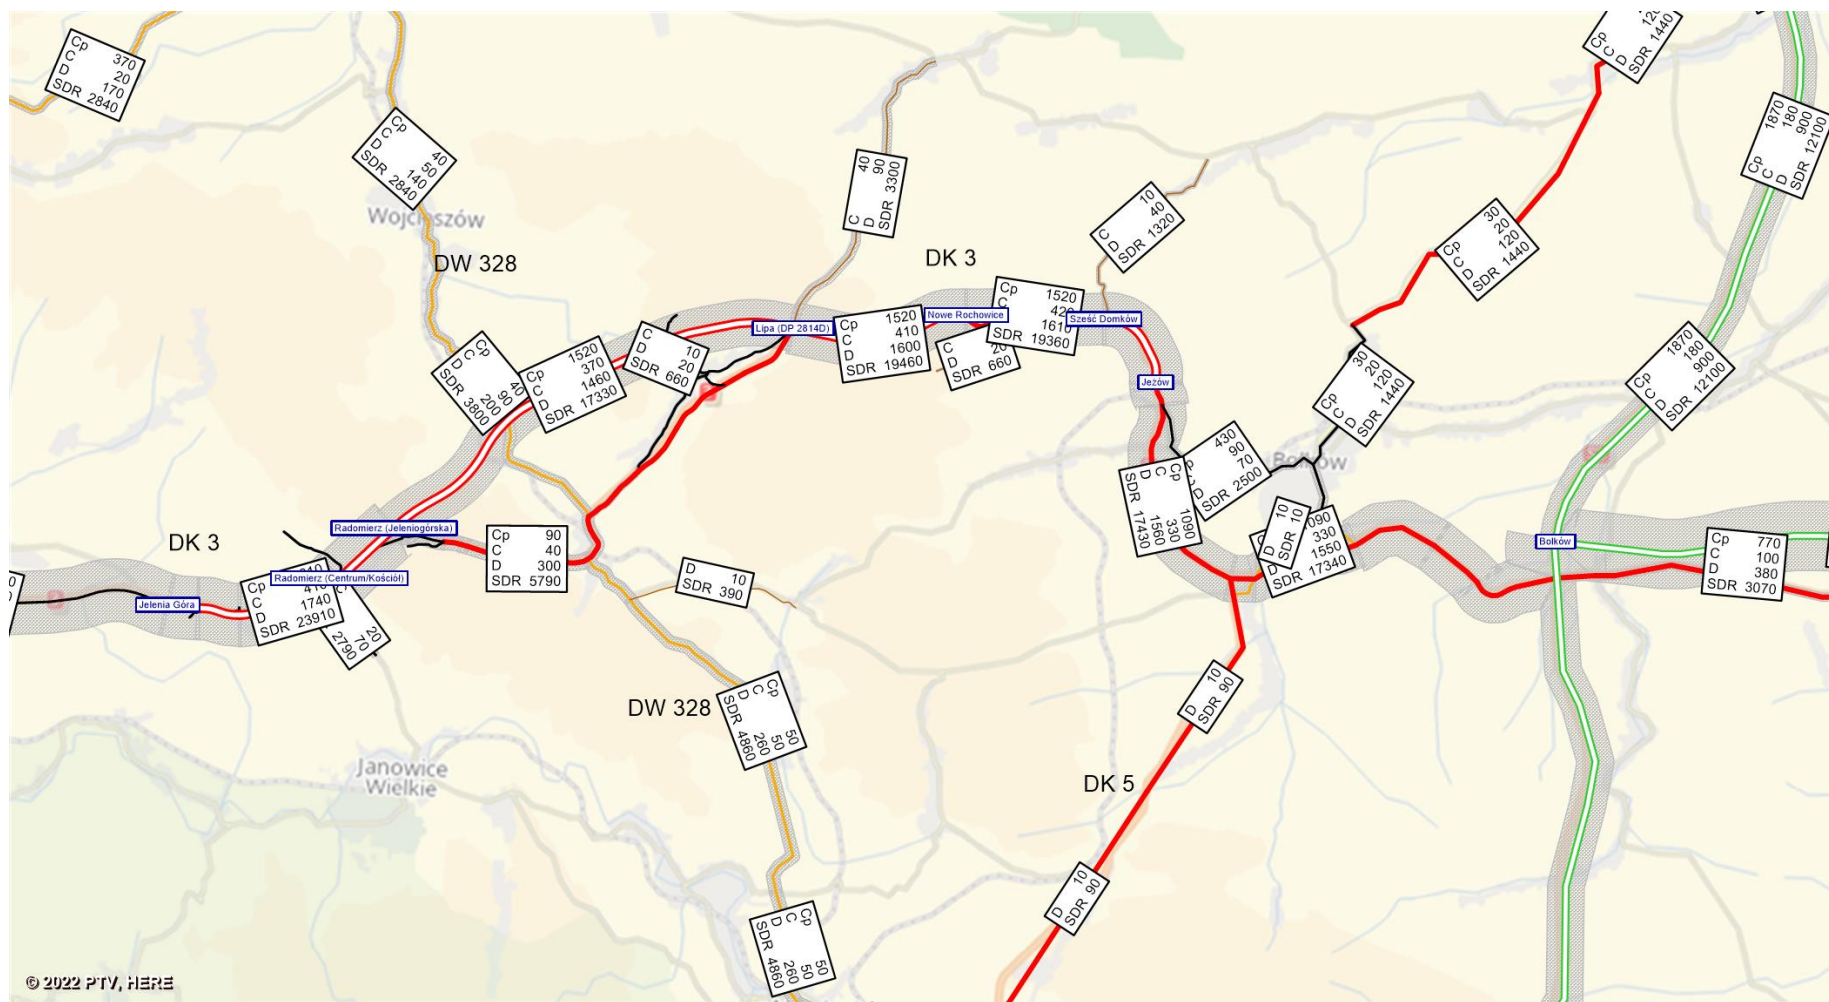 Cp 370
C 20
D 170
SDR 2840
Cp 40
C 50
D 140
SDR 2840
Wojcieszów
DW 328
C 40
D 90
SDR 3300
DK 3
C 10
D 40
SDR 1320
Cp
C
D
SDR 1440
Cp 30
C 20
D 120
SDR 1440
Cp 1870
C 180
D 900
SDR 12100
Cp 40
C 90
D 200
SDR 3800
Cp 1520
C 370
D 1460
SDR 17330
C 10
D 20
SDR 660
Lipa (DP 2814D)
Cp 1520
C 410
D 1600
SDR 19460
Nowe Rochowice
C
D 20
SDR 660
Cp 1520
C 420
D 1610
SDR 19360
Sześć Domków
Jeżów
Cp 30
C 20
D 120
SDR 1440
Cp 1870
C 180
D 900
SDR 12100
430
C 90
D 70
SDR 2500
Bolków
Cp 1090
C 330
D 1560
SDR 17430
D 10
SDR 10
1090
330
D 1550
SDR 17340
Bolków
Cp 770
C 100
D 380
SDR 3070
DK 3
Radomierz (Jeleniogórska)
Cp 90
C 40
D 300
SDR 5790
Radomierz (Centrum/Kościół)
Jelenia Góra
Cp
C
D 1740
SDR 23910
20
70
2790
D 10
SDR 390
DW 328
Cp 50
C 50
D 260
SDR 4860
D 10
SDR 90
Janowice
Wielkie
DK 5
D 10
SDR 90
Cp 50
C 50
D 260
SDR 4860
© 2022 PTV, HERE